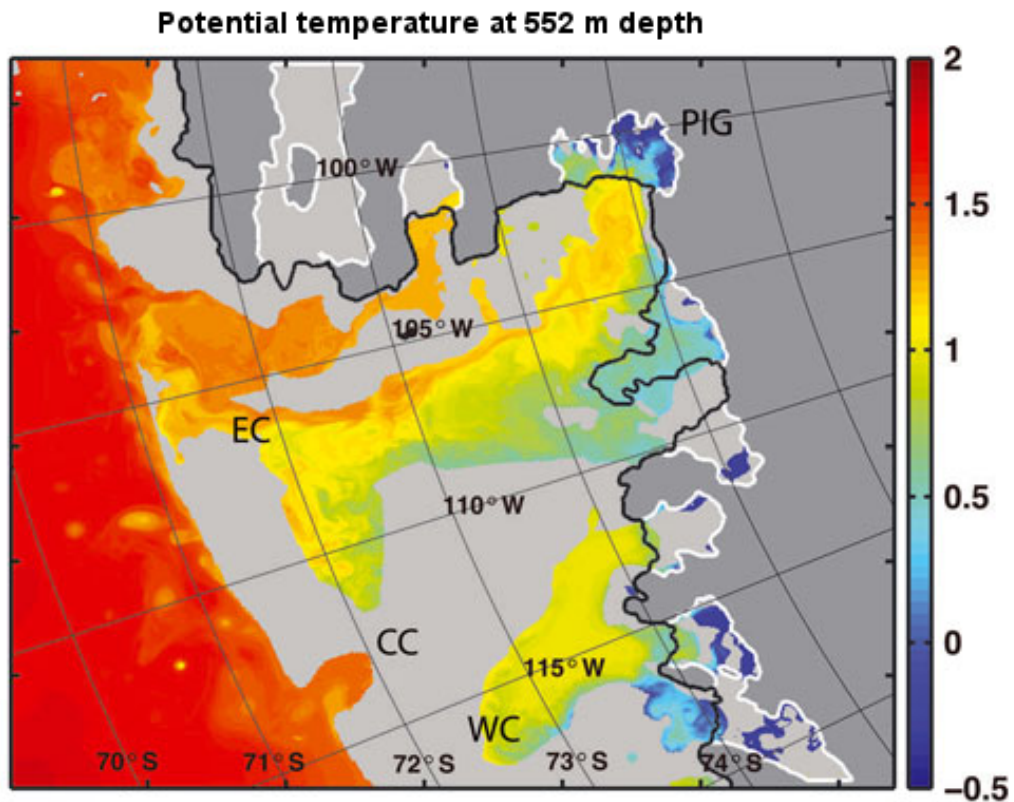 Potential temperature at 552 m depth
2
PIG
100° W
1.5
105° W
1
EC
110° W
0.5
CC
0
115° W
WC
70° S
71° S
72° S
73° S
74° S
-0.5